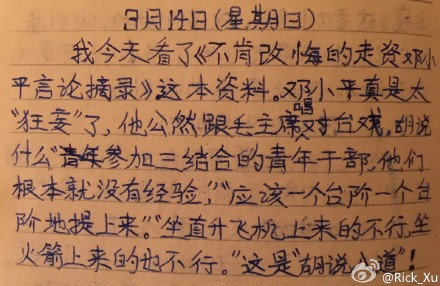 3月14日(星期日)
我今天看了《不肯改悔的走资邓小
平言论摘录》这本资料。邓小平真是太
"狂妄"了,他公然跟毛主席唱对台戏,胡说
什么"青年参加三结合的青年干部,他们
根本就没有经验,""应该一个台阶一个台
阶地提上来。""坐直升飞机上来的不行,坐
火箭上来的也不行。"这是"胡说八道"!
@Rick_Xu